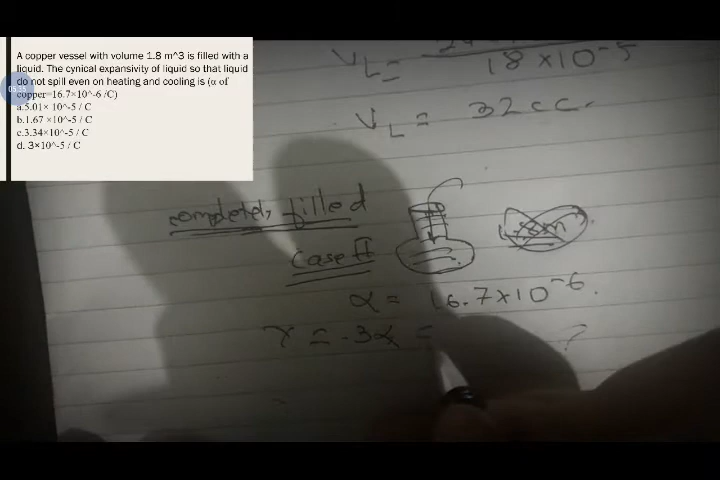 A copper vessel with volume 1.8 m^3 is filled with a
liquid. The cynical expansivity of liquid so that liquid
do not spill even on heating and cooling is (α of
copper=16.7×10^-6 /C)
a.5.01× 10^-5 / C
b.1.67 ×10^-5 / C
c.3.34×10^-5 / C
d. 3×10^-5 / C
18 × 10⁻⁵
V_L = 32 cc.
filled
Case II
α = 16.7 × 10⁻⁶.
γ = 3α =
?